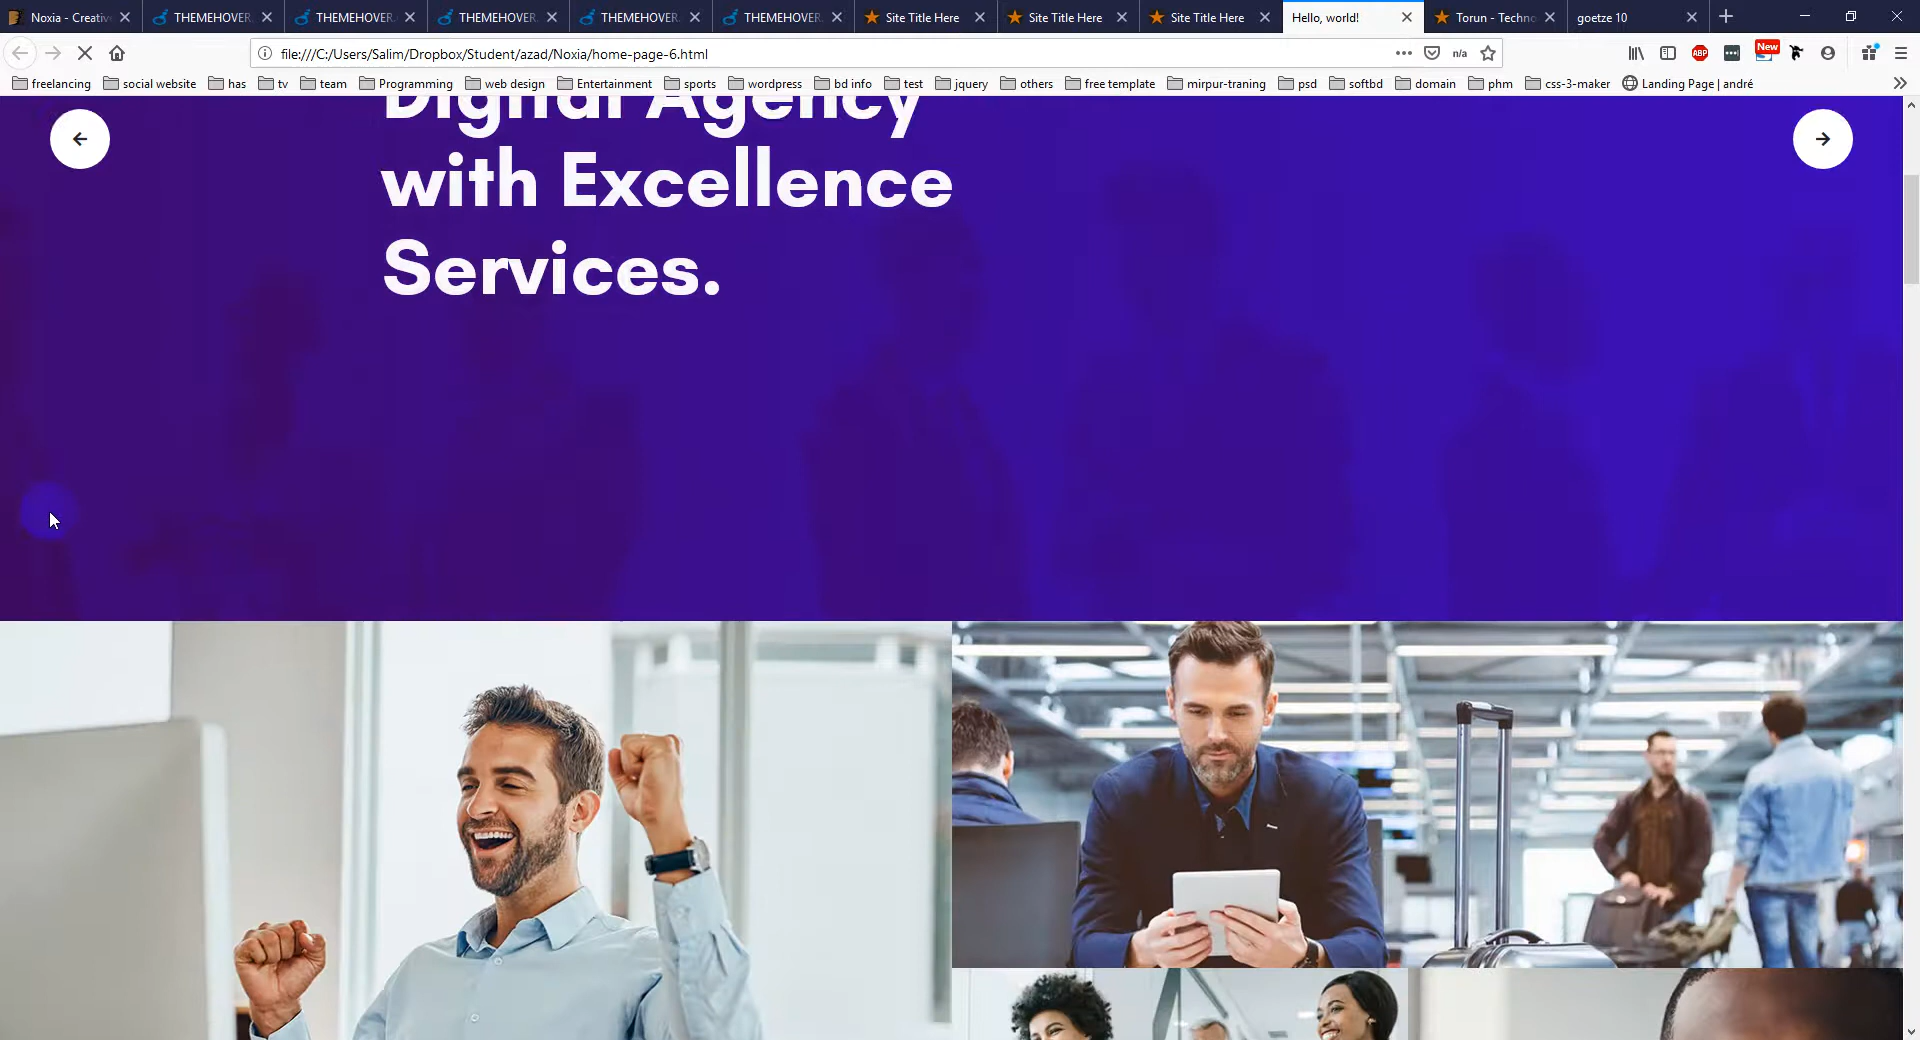 Noxia - Creativ
THEMEHOVER
THEMEHOVER
THEMEHOVER
THEMEHOVER
THEMEHOVER
Site Title Here
Site Title Here
Site Title Here
Hello, world!
Torun - Techno
goetze 10
file:///C:/Users/Salim/Dropbox/Student/azad/Noxia/home-page-6.html
n/a
ABP
New
freelancing
social website
has
tv
team
Programming
web design
Entertainment
sports
wordpress
bd info
test
jquery
others
free template
mirpur-traning
psd
softbd
domain
phm
css-3-maker
Landing Page | andré
Digital Agency
with Excellence
Services.